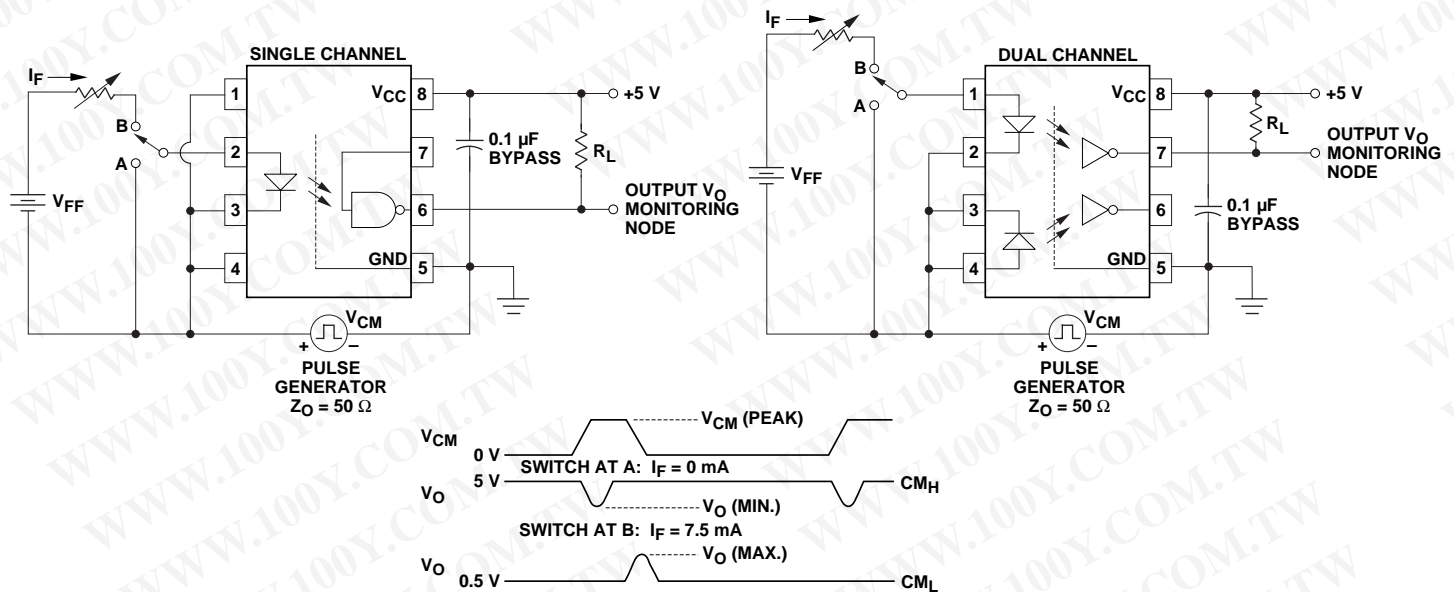 SINGLE CHANNEL
I_F
B
A
V_FF
1
2
3
4
V_CC 8
7
6
GND 5
0.1 µF
BYPASS
R_L
+5 V
OUTPUT V_O
MONITORING
NODE
V_CM
+ –
PULSE
GENERATOR
Z_O = 50 Ω
DUAL CHANNEL
I_F
B
A
V_FF
1
2
3
4
V_CC 8
7
6
GND 5
R_L
+5 V
OUTPUT V_O
MONITORING
NODE
0.1 µF
BYPASS
V_CM
+ –
PULSE
GENERATOR
Z_O = 50 Ω
V_CM
V_CM (PEAK)
0 V
SWITCH AT A: I_F = 0 mA
5 V
V_O
CM_H
V_O (MIN.)
SWITCH AT B: I_F = 7.5 mA
V_O (MAX.)
V_O
0.5 V
CM_L
WWW.100Y.COM.TW